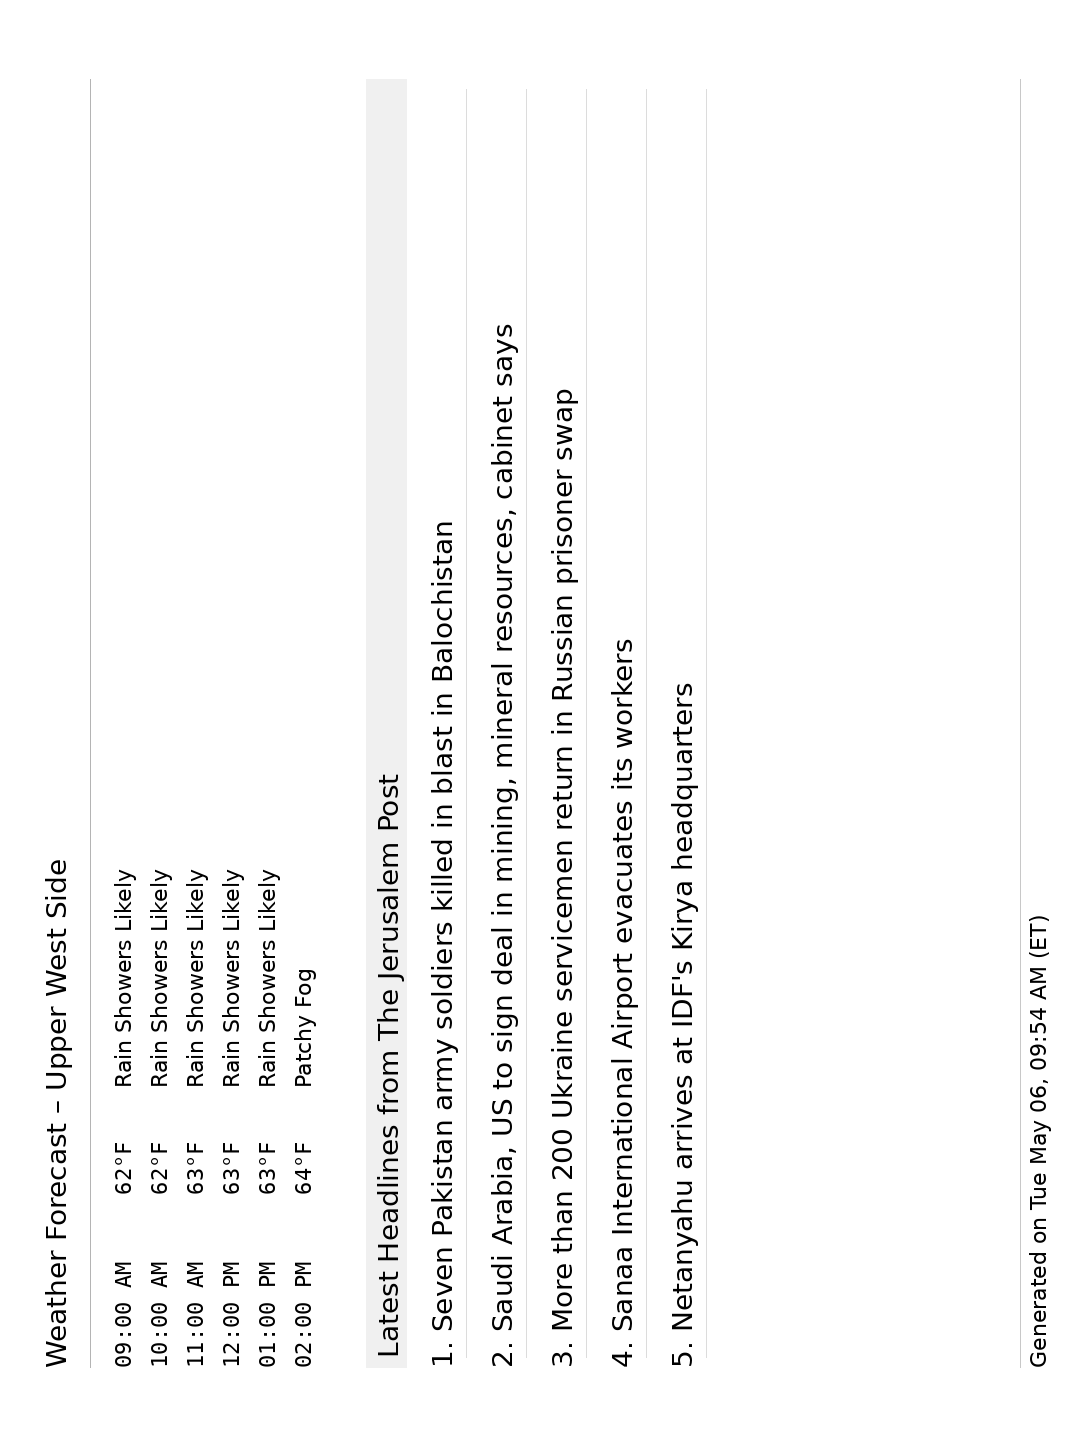 Weather Forecast – Upper West Side
09:00 AM 62°F Rain Showers Likely
10:00 AM 62°F Rain Showers Likely
11:00 AM 63°F Rain Showers Likely
12:00 PM 63°F Rain Showers Likely
01:00 PM 63°F Rain Showers Likely
02:00 PM 64°F Patchy Fog
Latest Headlines from The Jerusalem Post
1. Seven Pakistan army soldiers killed in blast in Balochistan
2. Saudi Arabia, US to sign deal in mining, mineral resources, cabinet says
3. More than 200 Ukraine servicemen return in Russian prisoner swap
4. Sanaa International Airport evacuates its workers
5. Netanyahu arrives at IDF's Kirya headquarters
Generated on Tue May 06, 09:54 AM (ET)